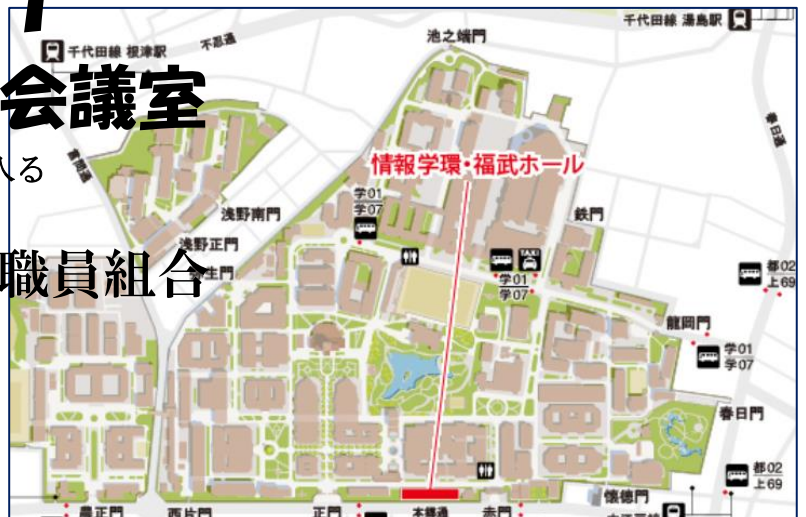 千代田線 湯島駅
池之端門
千代田線 根津駅
不忍通
会議室
春日通
入る
情報学環・福武ホール
学01
学07
浅野南門
鉄門
浅野正門
生門
職員組合
学01
学07
TAXI
都02
上69
龍岡門
学01
学07
春日門
都02
上69
懐徳門
農正門
西片門
正門
本郷通
赤門